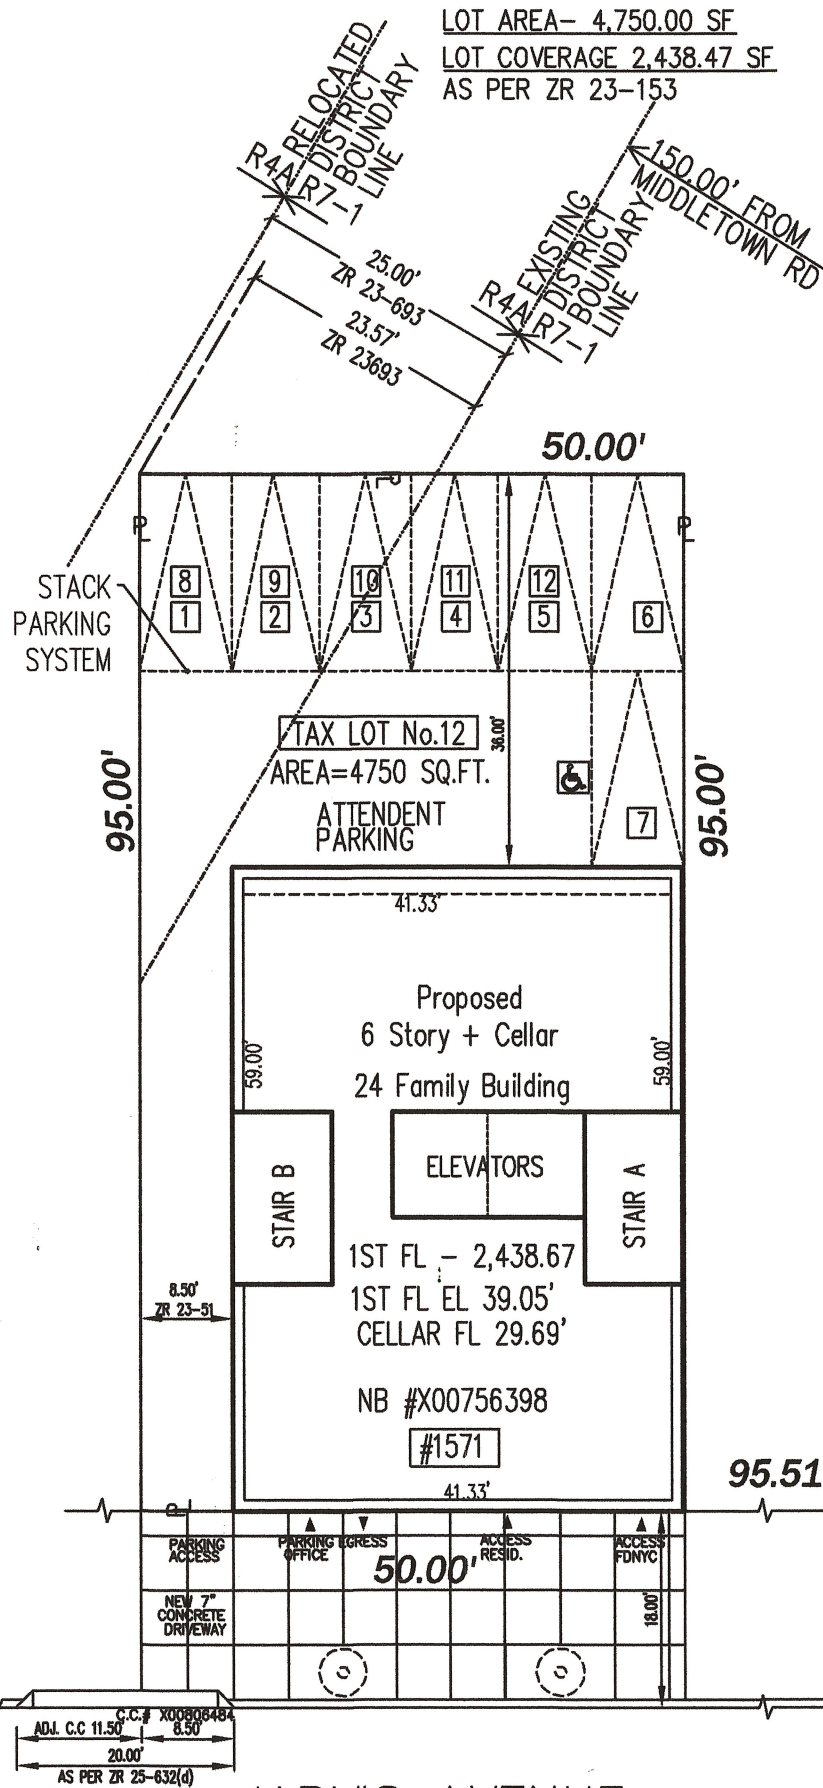 LOT AREA- 4,750.00 SF
LOT COVERAGE 2,438.47 SF
AS PER ZR 23-153
RELOCATED
DISTRICT
BOUNDARY
LINE
R4A R7-1
150.00' FROM
MIDDLETOWN RD
EXISTING
DISTRICT
BOUNDARY
LINE
R4A R7-1
25.00'
ZR 23-693
23.57'
ZR 23693
50.00'
PL
PL
PL
8
9
10
11
12
1
2
3
4
5
6
STACK
PARKING
SYSTEM
TAX LOT No.12
AREA=4750 SQ.FT.
36.00'
ATTENDENT
PARKING
7
95.00'
95.00'
41.33'
Proposed
6 Story + Cellar
24 Family Building
59.00'
59.00'
STAIR B
ELEVATORS
STAIR A
1ST FL - 2,438.67
1ST FL EL 39.05'
CELLAR FL 29.69'
8.50'
ZR 23-51
NB #X00756398
#1571
41.33'
95.51
PL
PARKING
ACCESS
PARKING
OFFICE
EGRESS
ACCESS
RESID.
ACCESS
FDNYC
50.00'
NEW 7"
CONCRETE
DRIVEWAY
18.00'
C.C.# X00806484
ADJ. C.C 11.50'
8.50'
20.00'
AS PER ZR 25-632(d)